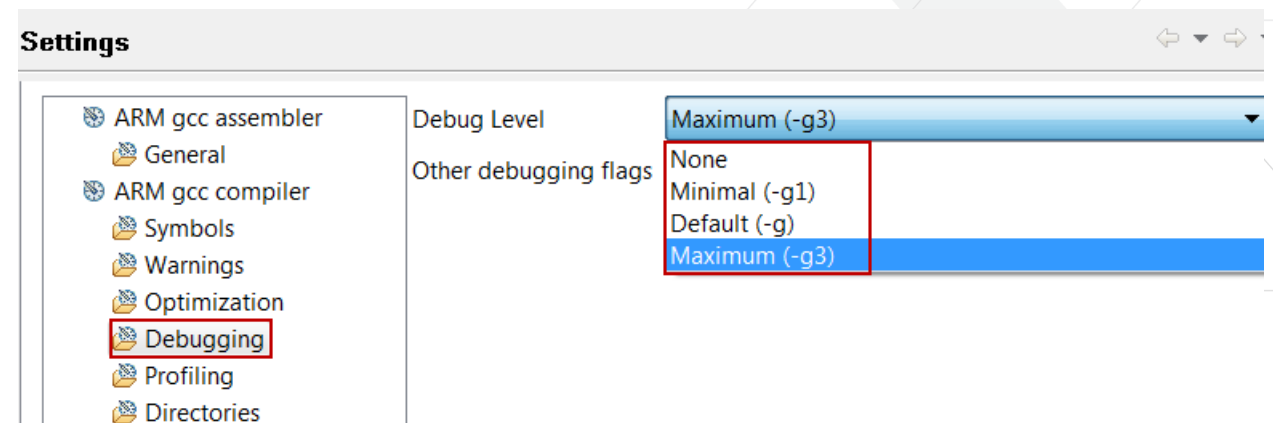 Settings
ARM gcc assembler
General
ARM gcc compiler
Symbols
Warnings
Optimization
Debugging
Profiling
Directories
Debug Level
Maximum (-g3)
Other debugging flags
None
Minimal (-g1)
Default (-g)
Maximum (-g3)